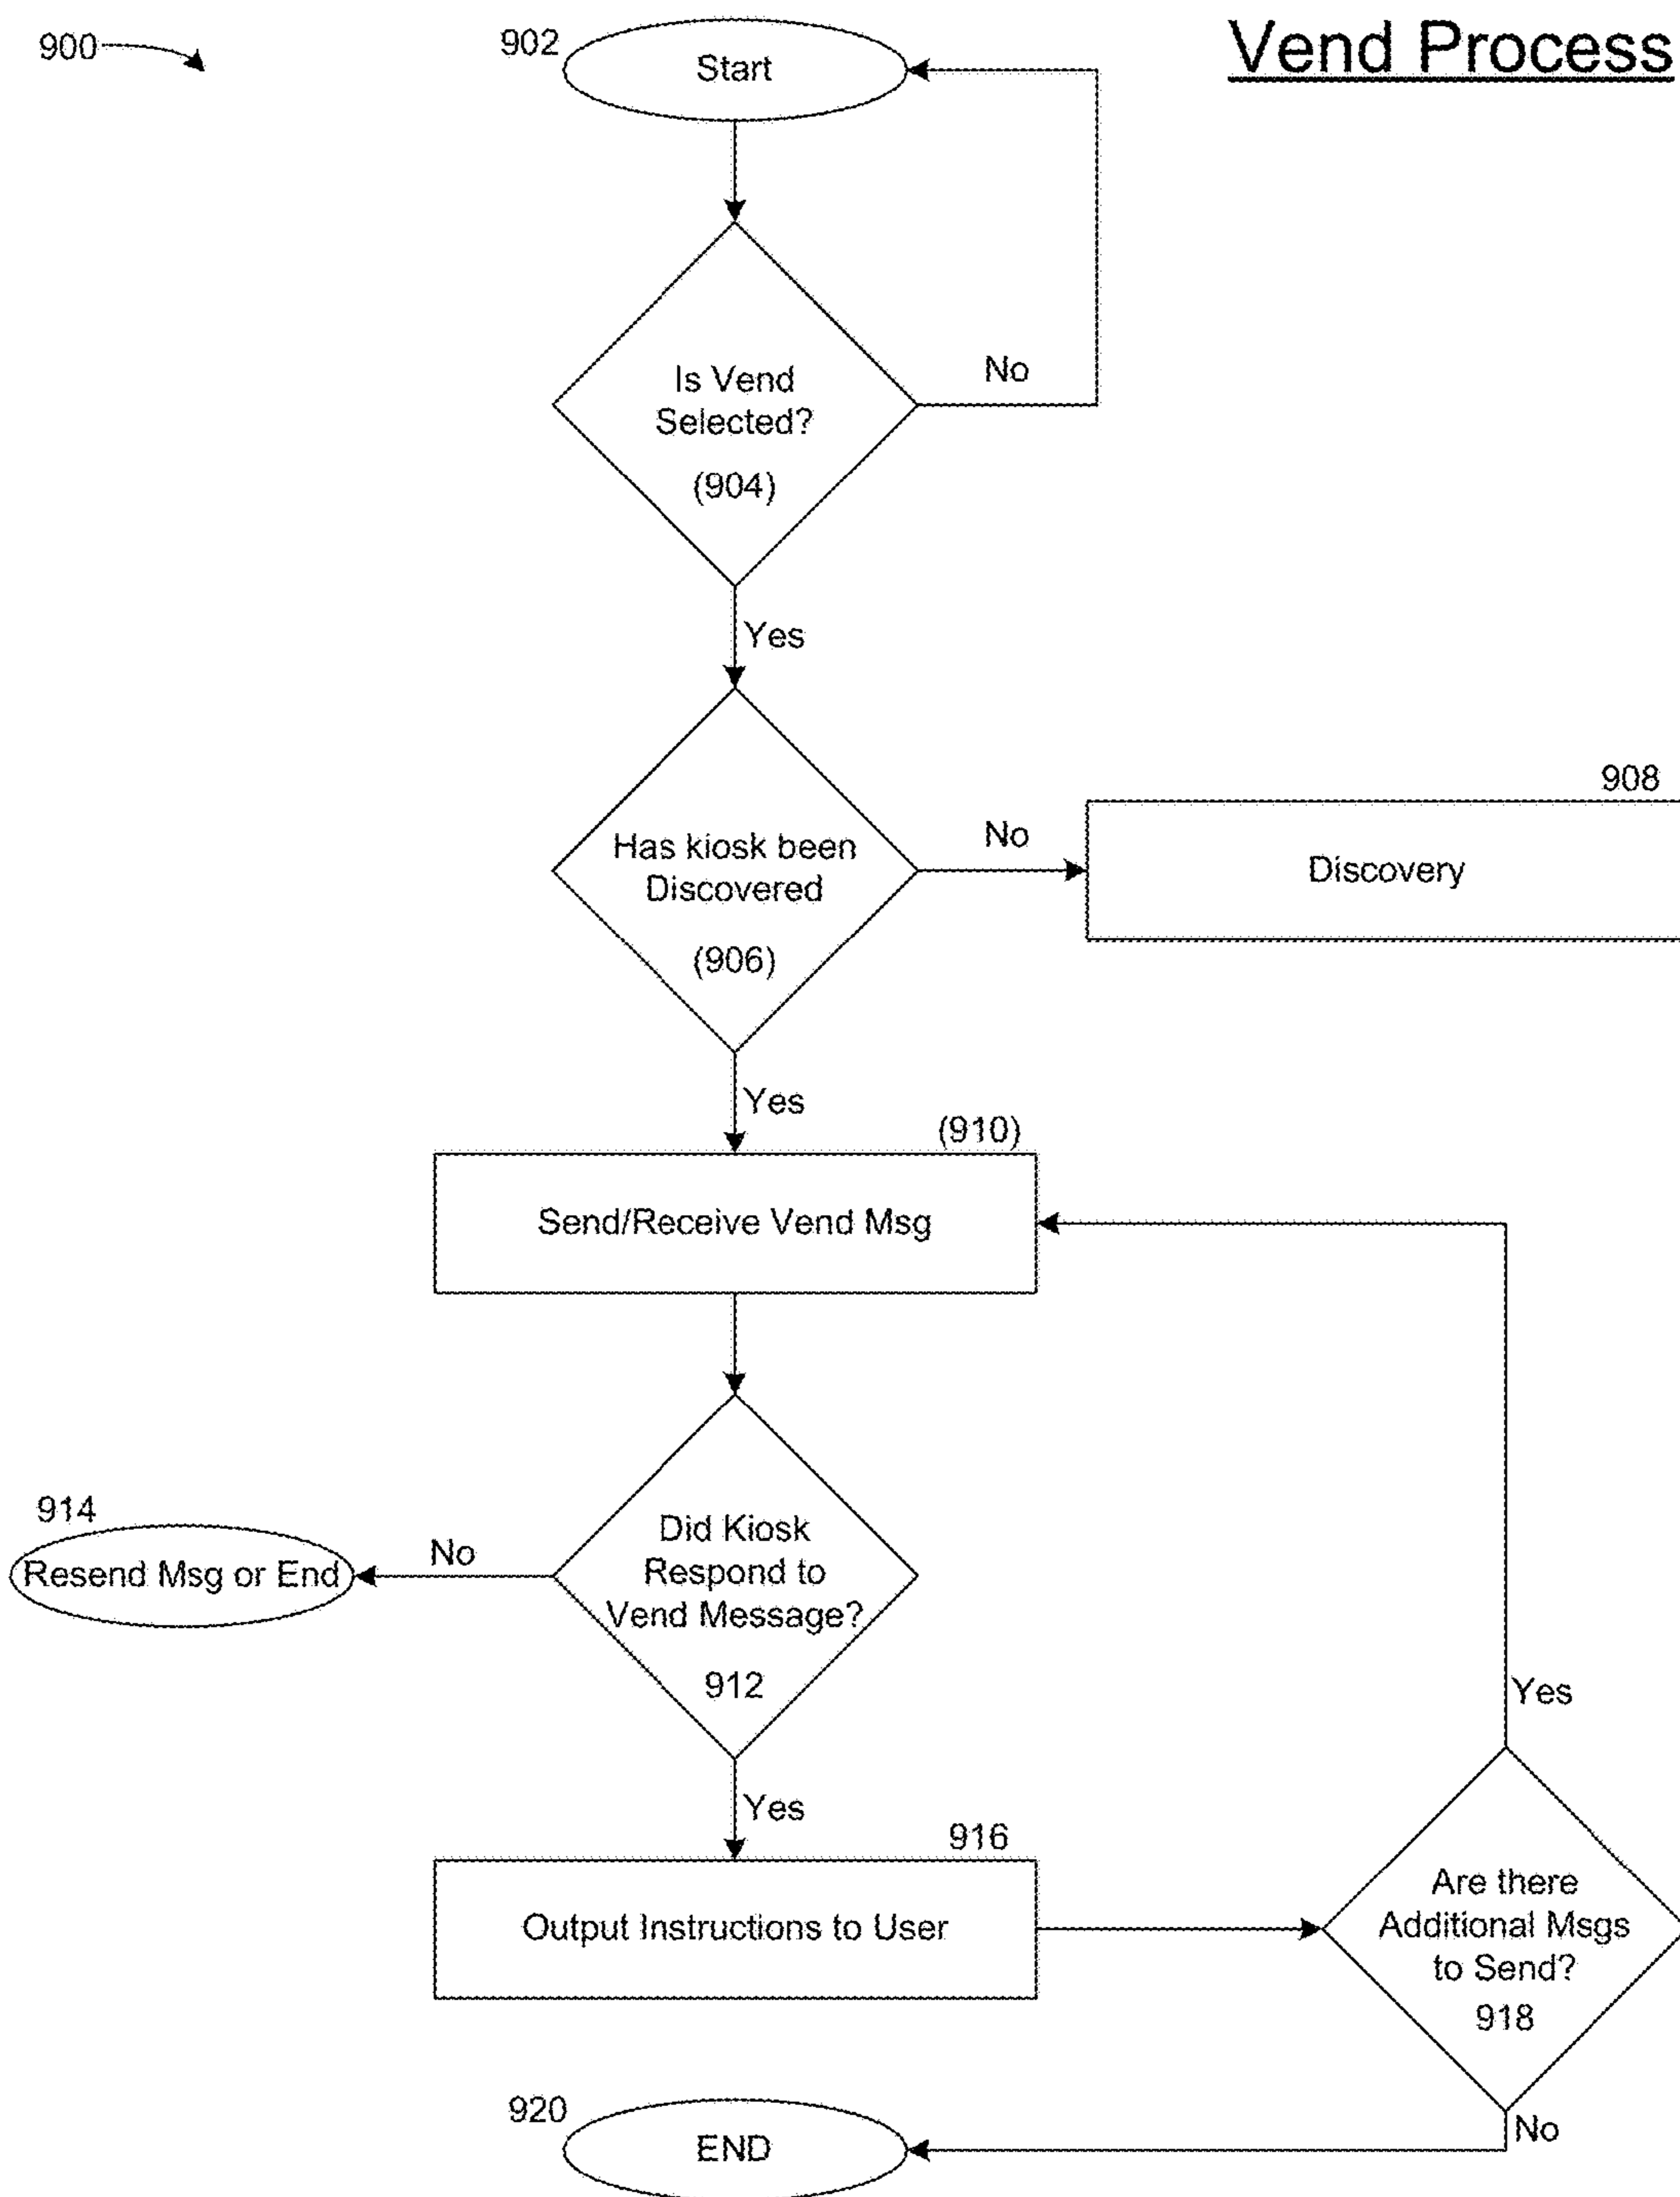 900
902
Start
Vend Process
Is Vend
Selected?
(904)
No
Yes
Has kiosk been
Discovered
(906)
No
908
Discovery
Yes
(910)
Send/Receive Vend Msg
914
Resend Msg or End
No
Did Kiosk
Respond to
Vend Message?
912
Yes
Yes
916
Output Instructions to User
Are there
Additional Msgs
to Send?
918
No
920
END